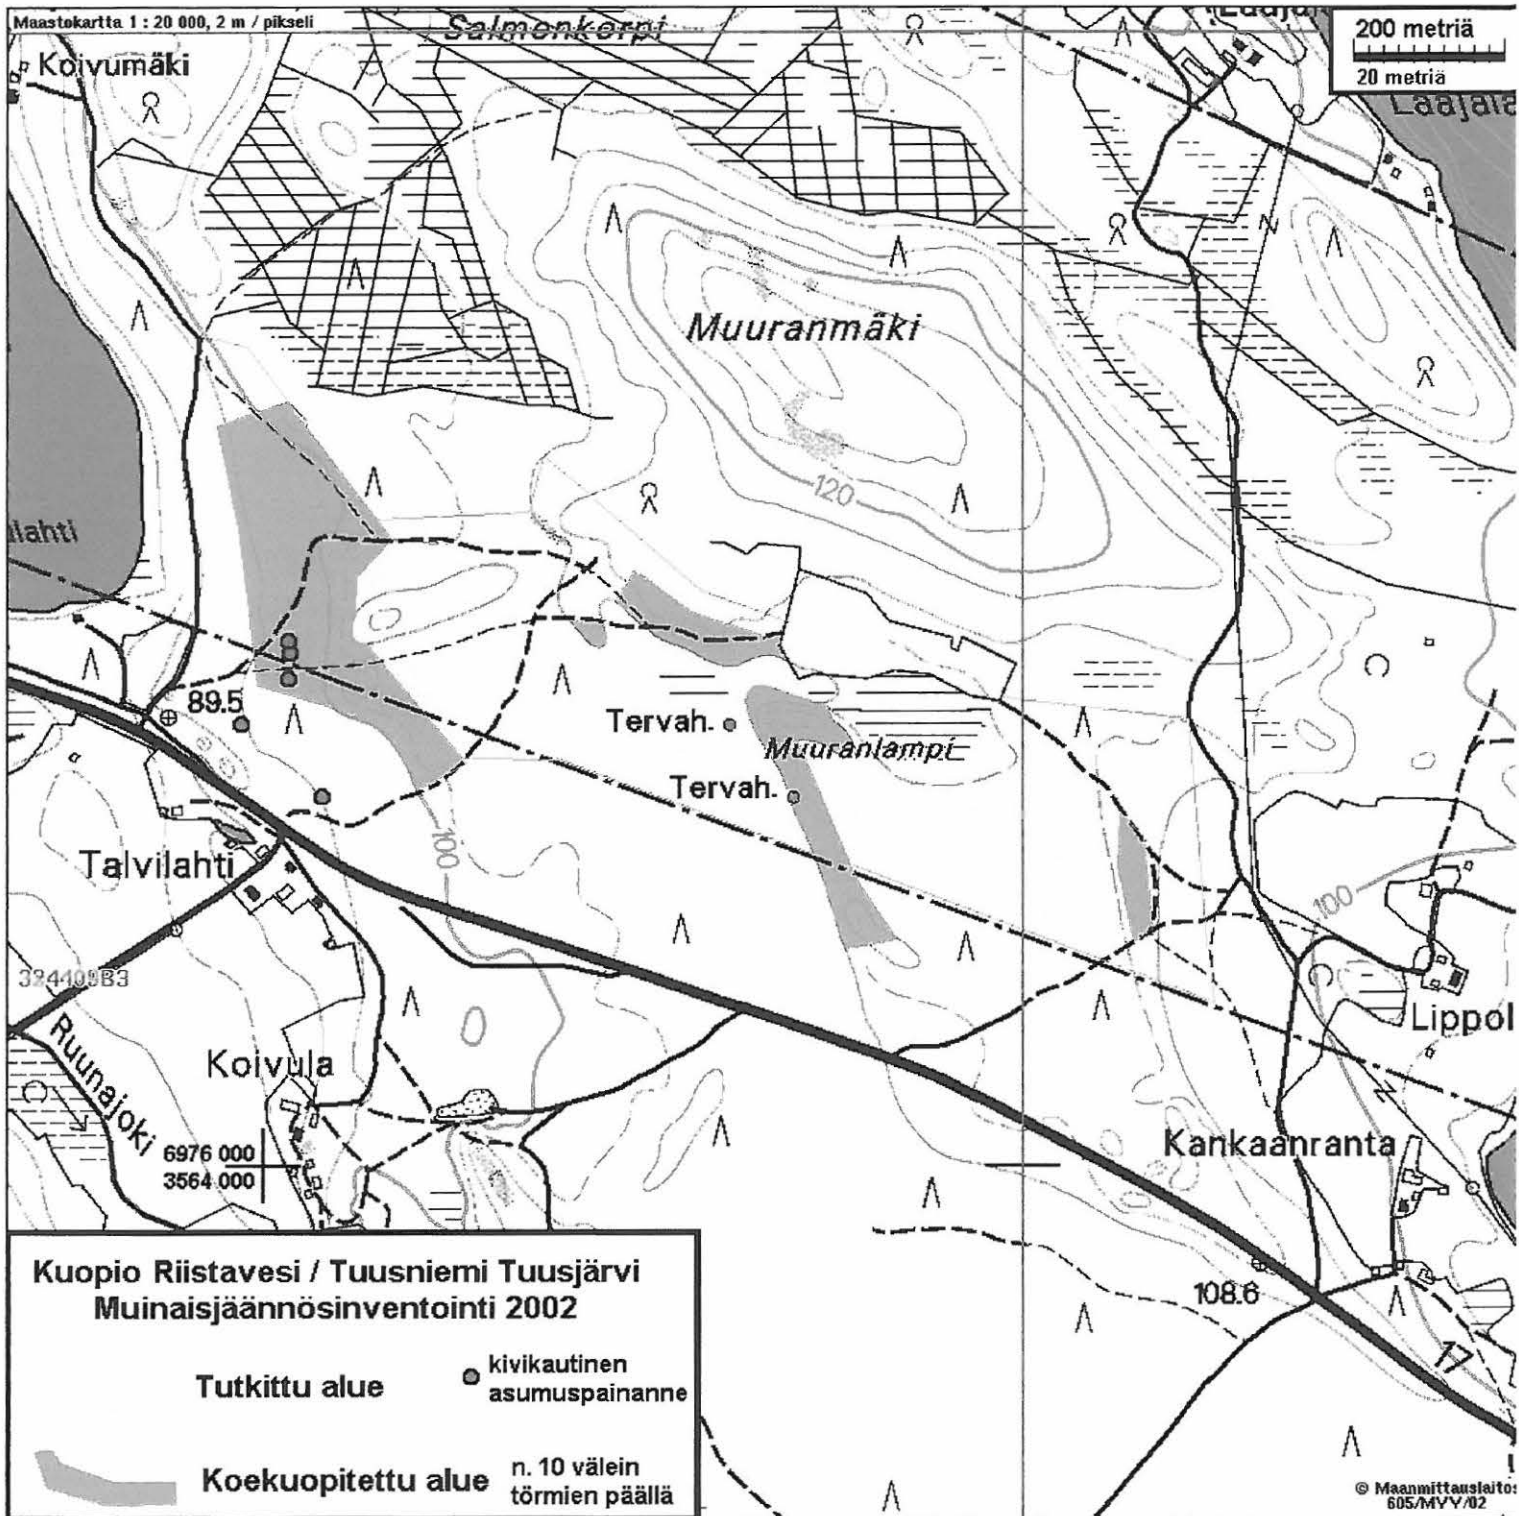 Maastokartta 1 : 20 000, 2 m / pikseli
Salmenkorpi
200 metriä
20 metriä
Koivumäki
Muuranmäki
120
89.5
Tervah.
Muuranlampi
Tervah.
Talvilahti
100
100
Lippol
Ruunajoki
Koivula
6976 000
3564 000
Kankaanranta
108.6
17
Kuopio Riistavesi / Tuusniemi Tuusjärvi
Muinaisjäännösinventointi 2002
Tutkittu alue
kivikautinen
asumuspainanne
Koekuopitettu alue
n. 10 välein
törmien päällä
© Maanmittauslaitos
605/MYY/02